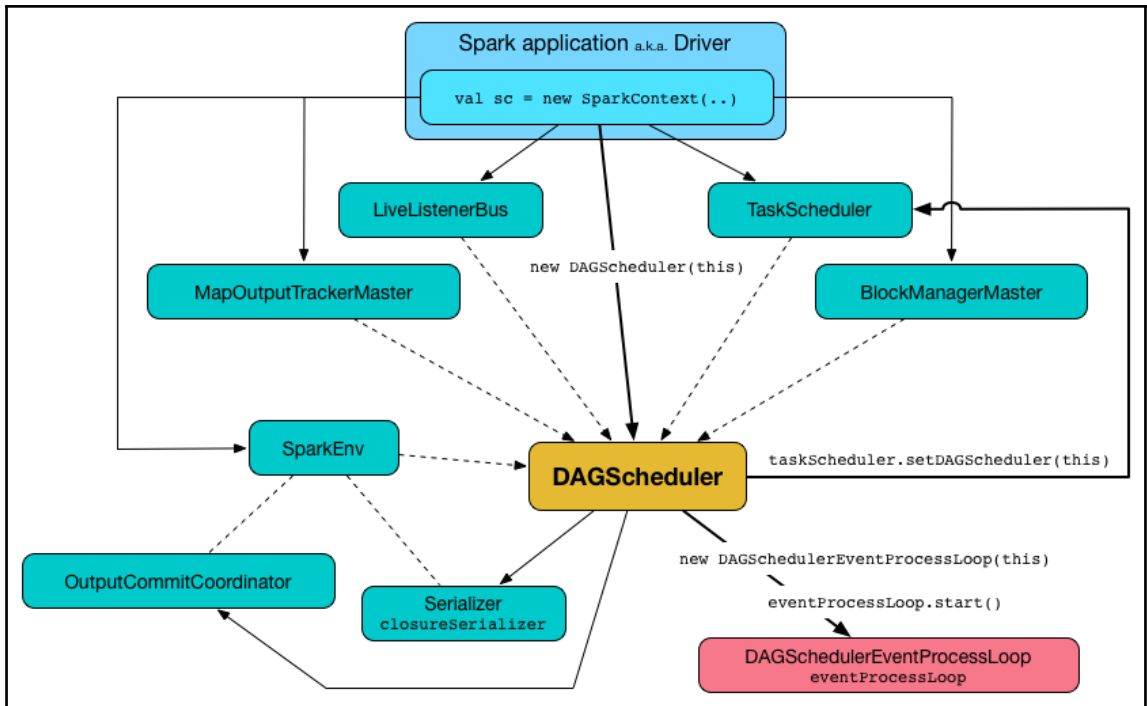 Spark application a.k.a. Driver
val sc = new SparkContext(..)
LiveListenerBus
TaskScheduler
new DAGScheduler(this)
MapOutputTrackerMaster
BlockManagerMaster
SparkEnv
DAGScheduler
taskScheduler.setDAGScheduler(this)
new DAGSchedulerEventProcessLoop(this)
OutputCommitCoordinator
Serializer
closureSerializer
eventProcessLoop.start()
DAGSchedulerEventProcessLoop
eventProcessLoop